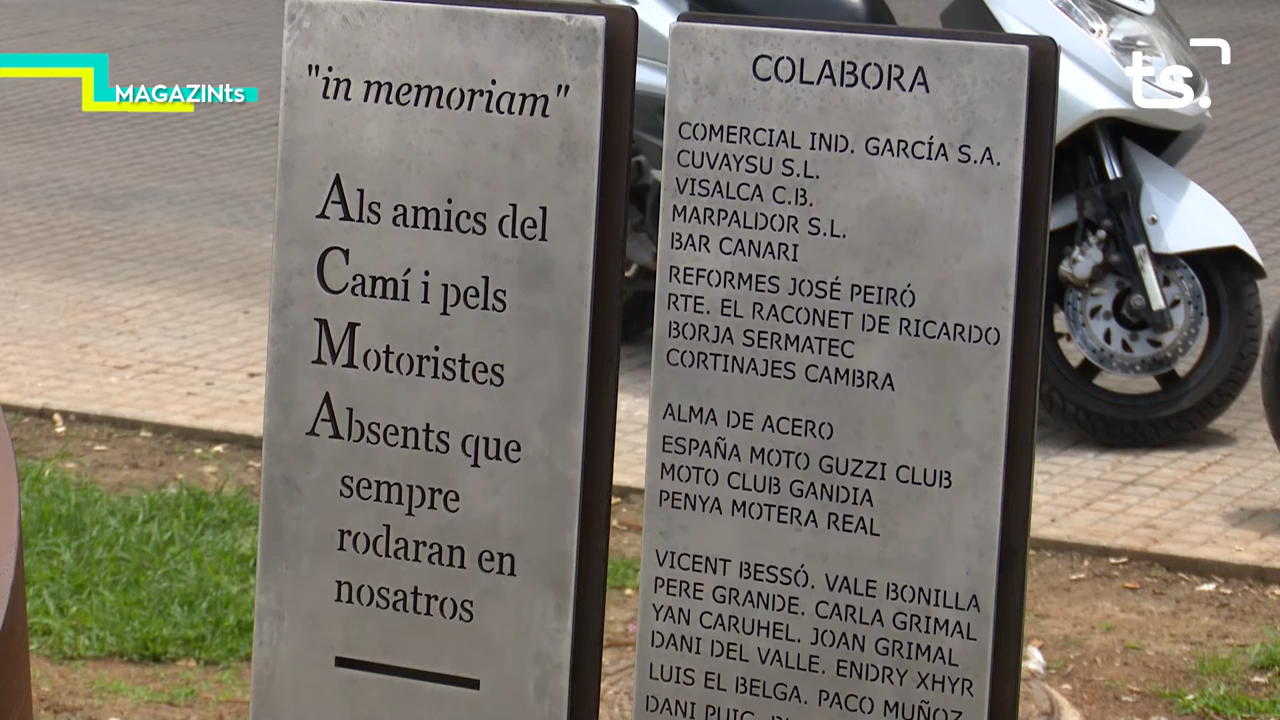 MAGAZINts
ts.
"in memoriam"
Als amics del
Camí i pels
Motoristes
Absents que
sempre
rodaran en
nosatros
COLABORA
COMERCIAL IND. GARCÍA S.A.
CUVAYSU S.L.
VISALCA C.B.
MARPALDOR S.L.
BAR CANARI
REFORMES JOSÉ PEIRÓ
RTE. EL RACONET DE RICARDO
BORJA SERMATEC
CORTINAJES CAMBRA
ALMA DE ACERO
ESPAÑA MOTO GUZZI CLUB
MOTO CLUB GANDIA
PENYA MOTERA REAL
VICENT BESSÓ. VALE BONILLA
PERE GRANDE. CARLA GRIMAL
YAN CARUHEL. JOAN GRIMAL
DANI DEL VALLE. ENDRY XHYR
LUIS EL BELGA. PACO MUÑOZ
DANI PUIG.